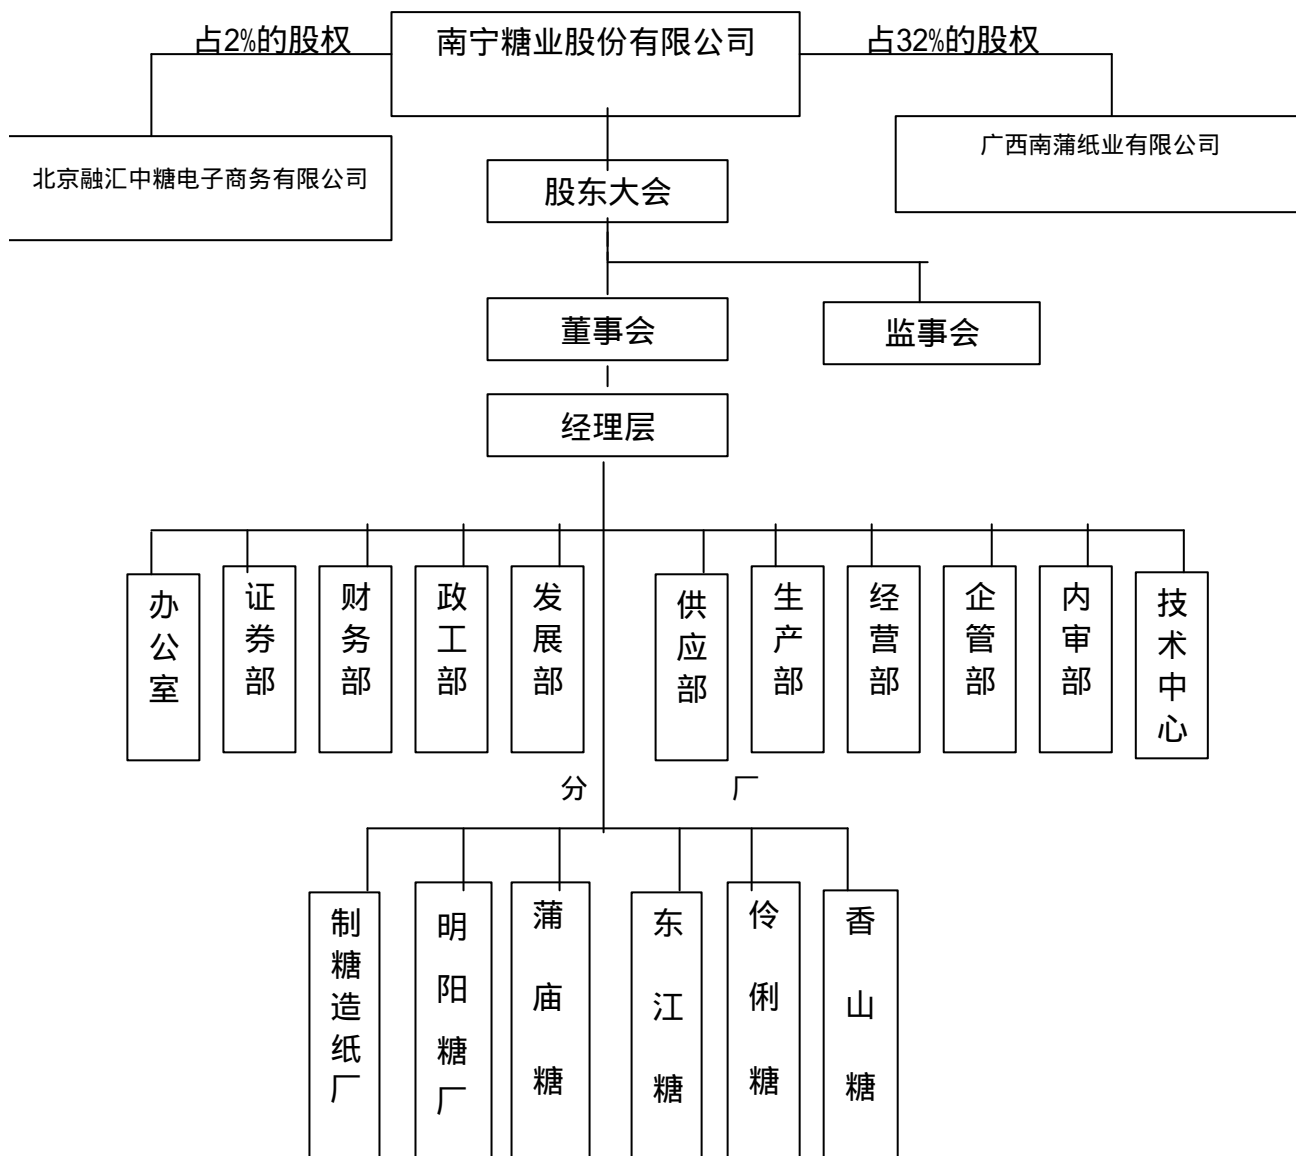 占2%的股权
南宁糖业股份有限公司
占32%的股权
北京融汇中糖电子商务有限公司
广西南蒲纸业有限公司
股东大会
董事会
监事会
经理层
办公室
证券部
财务部
政工部
发展部
供应部
生产部
经营部
企管部
内审部
技术中心
分 厂
制糖造纸厂
明阳糖厂
蒲庙糖
东江糖
伶俐糖
香山糖